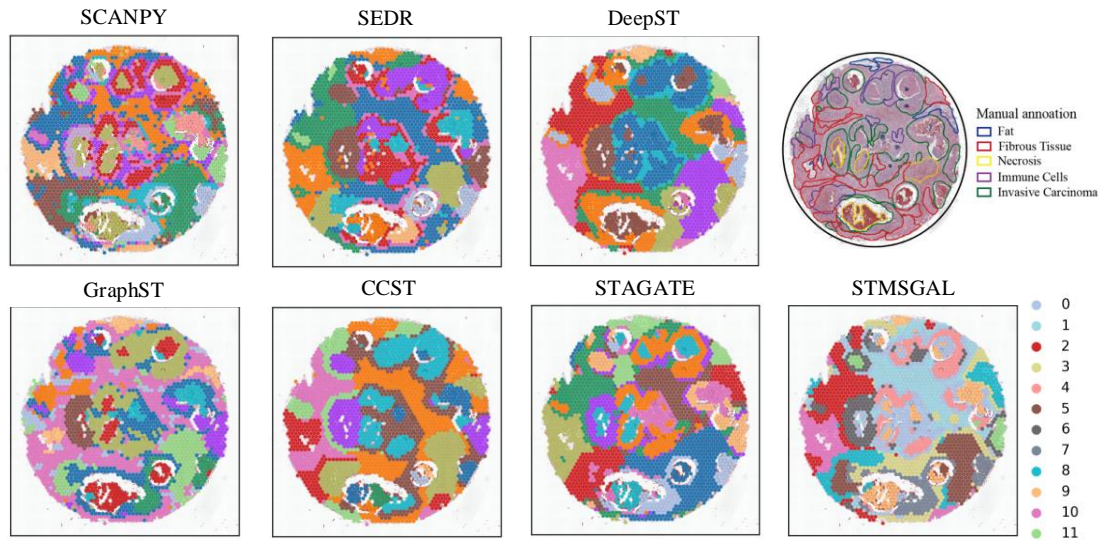 SCANPY
SEDR
DeepST
Manual annoation
Fat
Fibrous Tissue
Necrosis
Immune Cells
Invasive Carcinoma
GraphST
CCST
STAGATE
STMSGAL
0
1
2
3
4
5
6
7
8
9
10
11